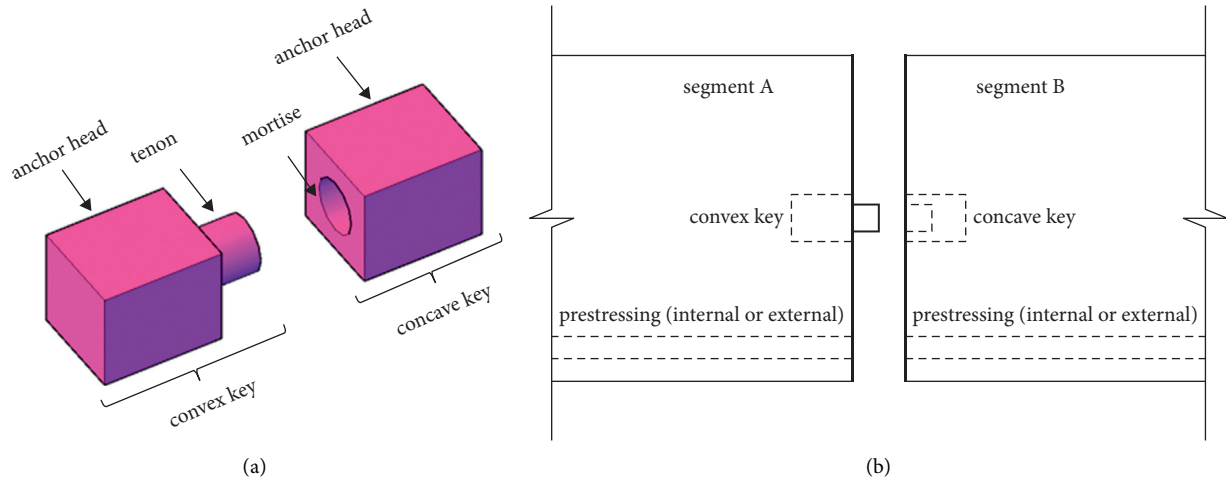 anchor head
tenon
convex key
anchor head
mortise
concave key
(a)
segment A
segment B
convex key
concave key
prestressing (internal or external)
prestressing (internal or external)
(b)